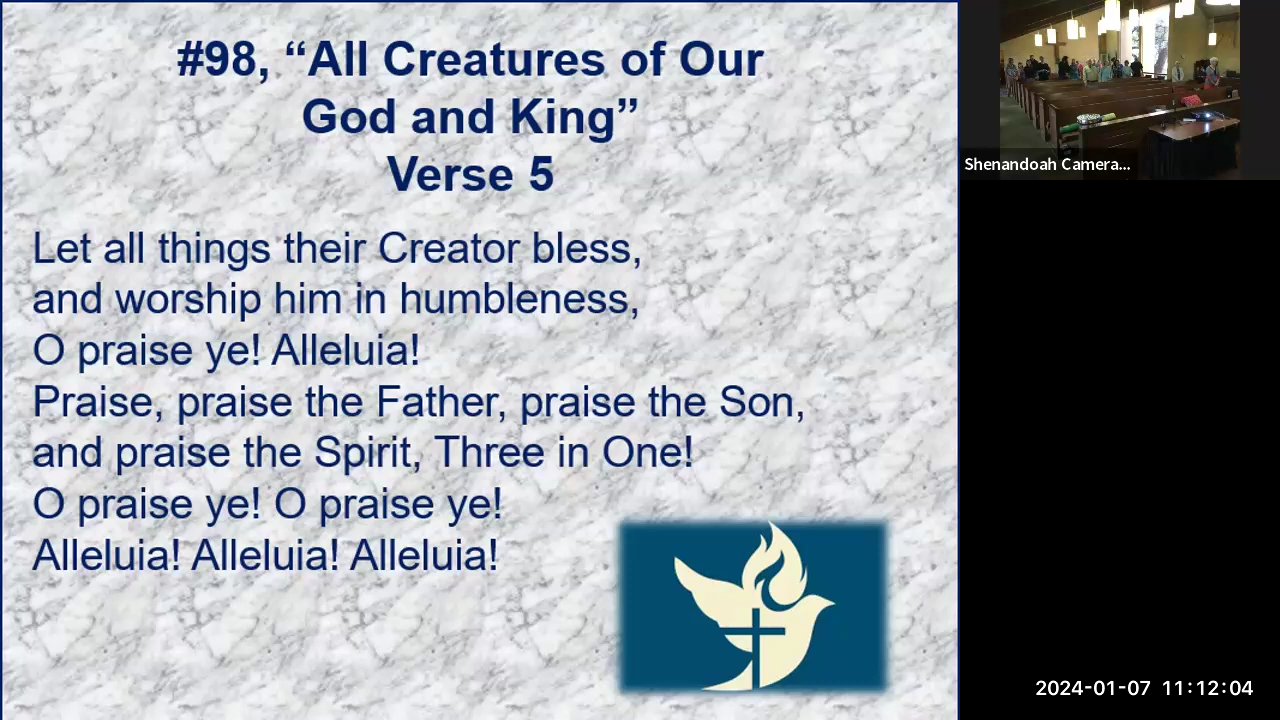 #98, “All Creatures of Our
God and King”
Verse 5
Let all things their Creator bless,
and worship him in humbleness,
O praise ye! Alleluia!
Praise, praise the Father, praise the Son,
and praise the Spirit, Three in One!
O praise ye! O praise ye!
Alleluia! Alleluia! Alleluia!
Shenandoah Camera...
2024-01-07 11:12:04